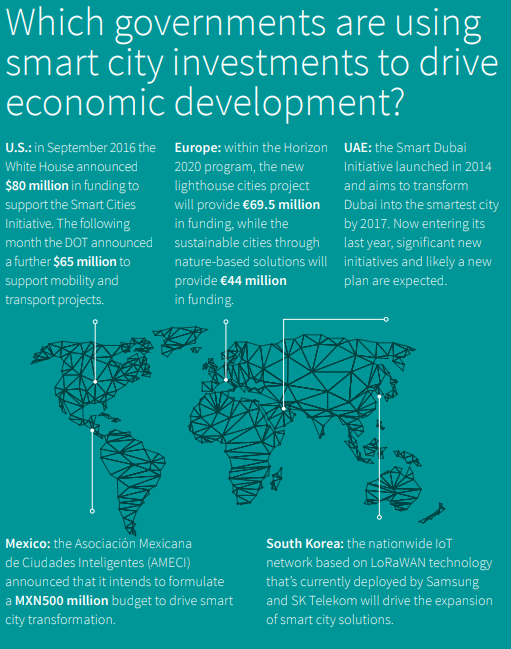 Which governments are using
smart city investments to drive
economic development?
U.S.: in September 2016 the
White House announced
$80 million in funding to
support the Smart Cities
Initiative. The following
month the DOT announced
a further $65 million to
support mobility and
transport projects.
Europe: within the Horizon
2020 program, the new
lighthouse cities project
will provide €69.5 million
in funding, while the
sustainable cities through
nature-based solutions will
provide €44 million
in funding.
UAE: the Smart Dubai
Initiative launched in 2014
and aims to transform
Dubai into the smartest city
by 2017. Now entering its
last year, significant new
initiatives and likely a new
plan are expected.
Mexico: the Asociación Mexicana
de Ciudades Inteligentes (AMECI)
announced that it intends to formulate
a MXN500 million budget to drive smart
city transformation.
South Korea: the nationwide IoT
network based on LoRaWAN technology
that's currently deployed by Samsung
and SK Telekom will drive the expansion
of smart city solutions.